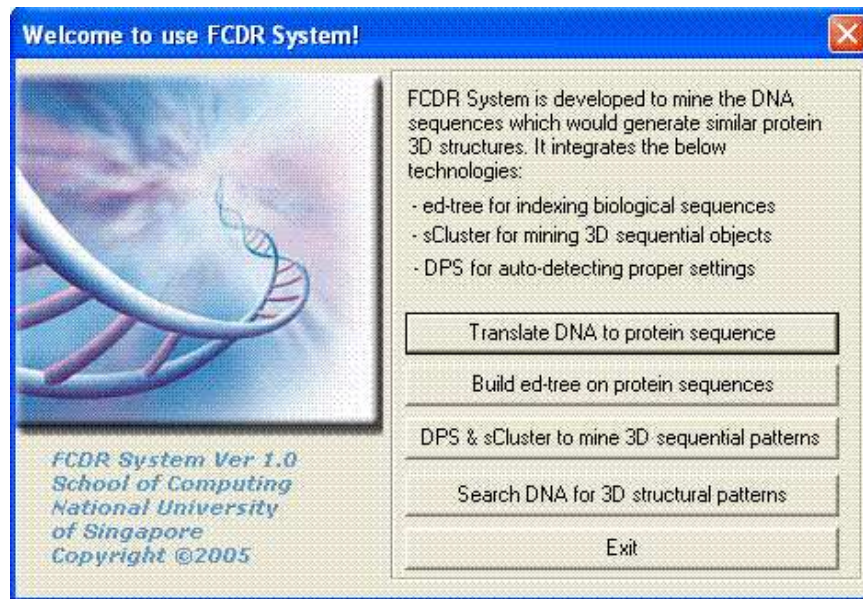 Welcome to use FCDR System!
FCDR System is developed to mine the DNA
sequences which would generate similar protein
3D structures. It integrates the below
technologies:
- ed-tree for indexing biological sequences
- sCluster for mining 3D sequential objects
- DPS for auto-detecting proper settings
Translate DNA to protein sequence
Build ed-tree on protein sequences
DPS & sCluster to mine 3D sequential patterns
Search DNA for 3D structural patterns
Exit
FCDR System Ver 1.0
School of Computing
National University
of Singapore
Copyright ©2005